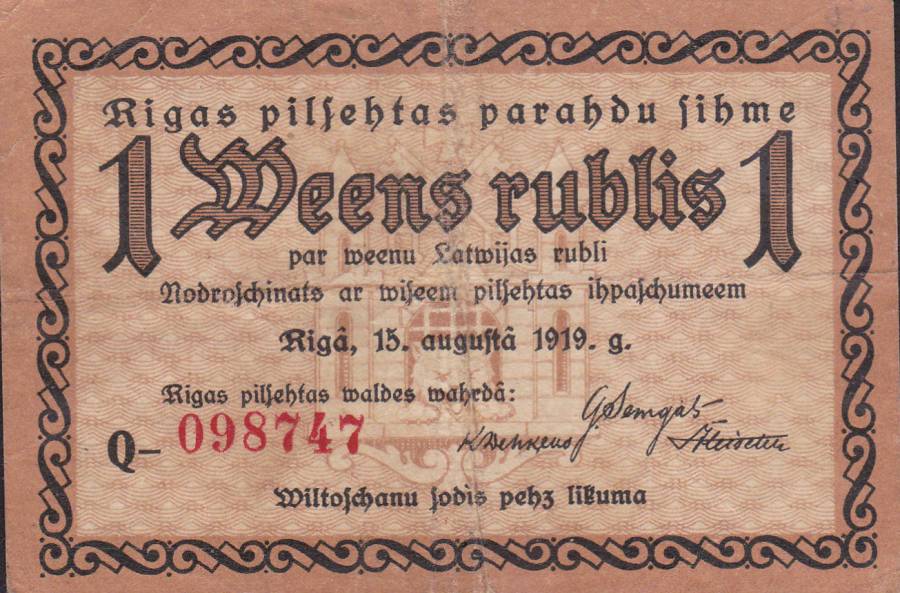 Rigas pilſehtas parahdu ſihme
1 Weens rublis 1
par weenu Latwijas rubli
Nodroſchinats ar wiſeem pilſehtas ihpaſchumeem
Rigâ, 15. auguſtâ 1919. g.
Rigas pilſehtas waldes wahrdâ:
Q– 098747
Wiltoſchanu ſodis pehz likuma